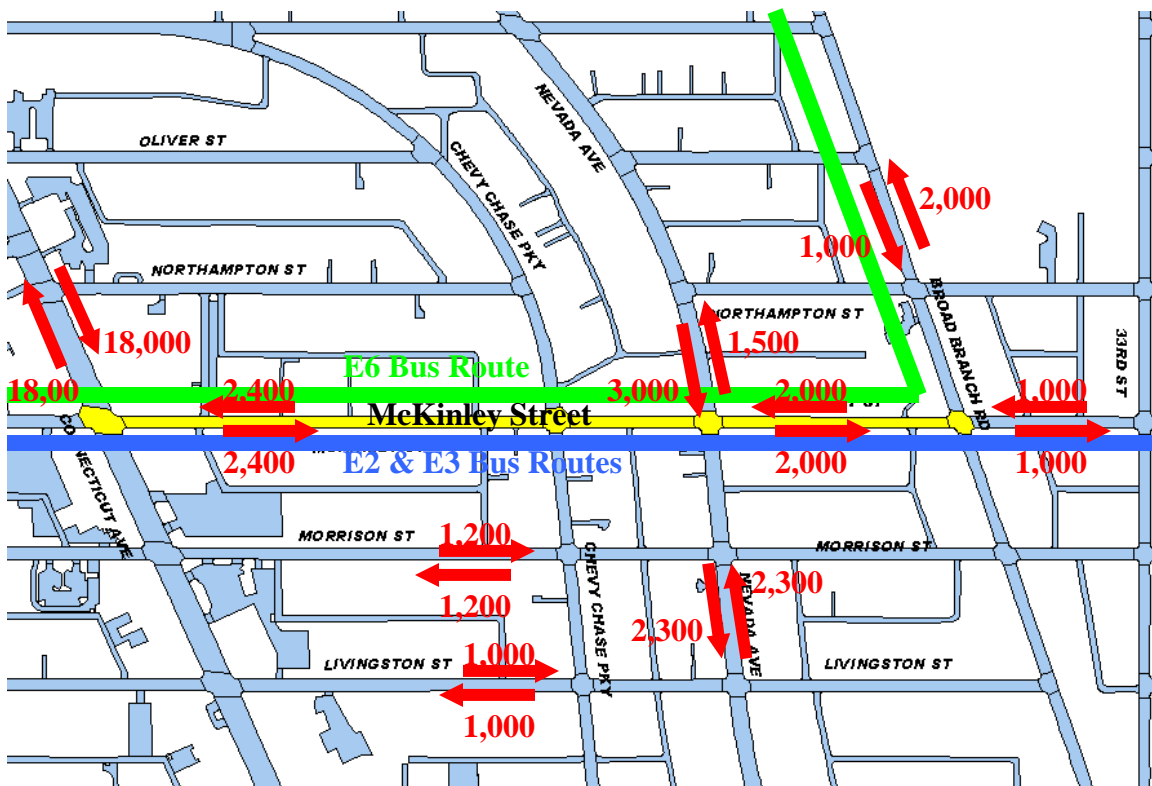 OLIVER ST
NEVADA AVE
CHEVY CHASE PKY
2,000
1,000
NORTHAMPTON ST
BROAD BRANCH RD
NORTHAMPTON ST
33RD ST
18,000
1,500
E6 Bus Route
18,00
2,400
3,000
2,000
1,000
McKinley Street
CONNECTICUT AVE
2,400
E2 & E3 Bus Routes
2,000
1,000
MORRISON ST
1,200
MORRISON ST
CHEVY CHASE PKY
2,300
NEVADA AVE
1,200
2,300
LIVINGSTON ST
1,000
LIVINGSTON ST
1,000